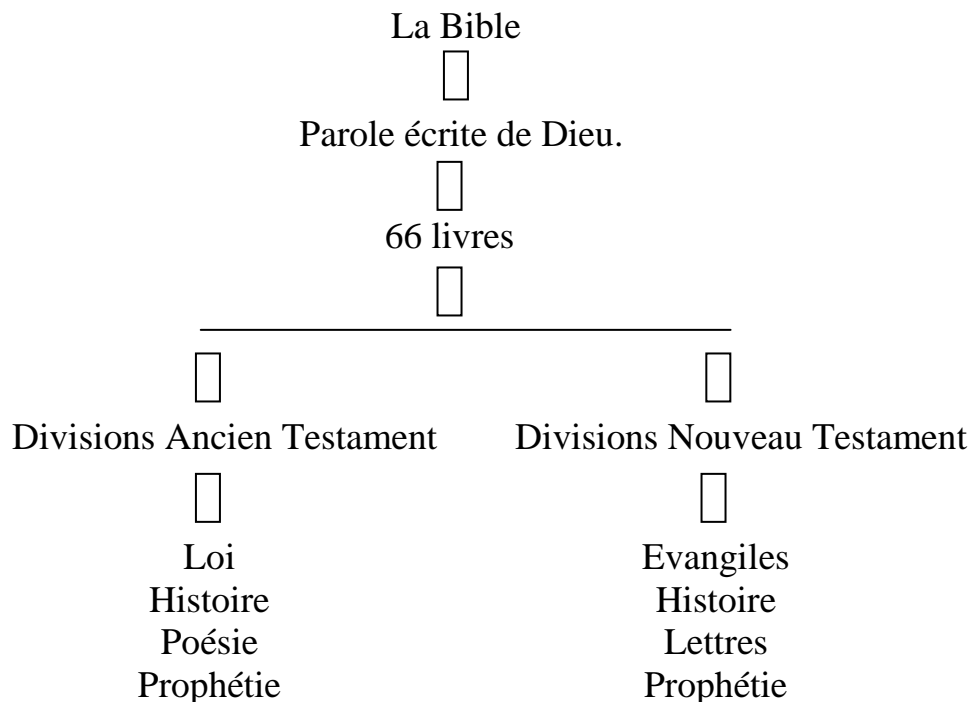 La Bible
Parole écrite de Dieu.
66 livres
Divisions Ancien Testament
Divisions Nouveau Testament
Loi
Histoire
Poésie
Prophétie
Evangiles
Histoire
Lettres
Prophétie